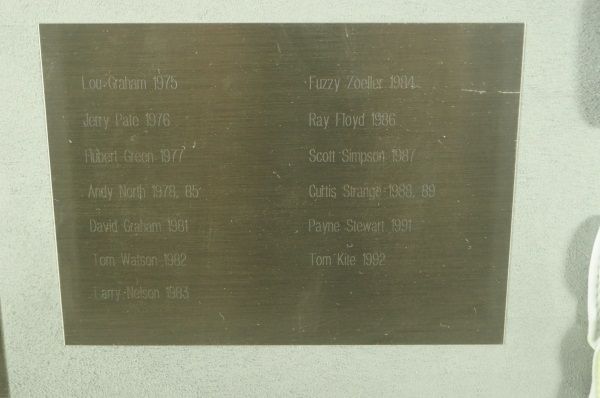 Lou Graham 1975
Jerry Pate 1976
Hubert Green 1977
Andy North 1978, 85
David Graham 1981
Tom Watson 1982
Larry Nelson 1983
Fuzzy Zoeller 1984
Ray Floyd 1986
Scott Simpson 1987
Curtis Strange 1988, 89
Payne Stewart 1991
Tom Kite 1992